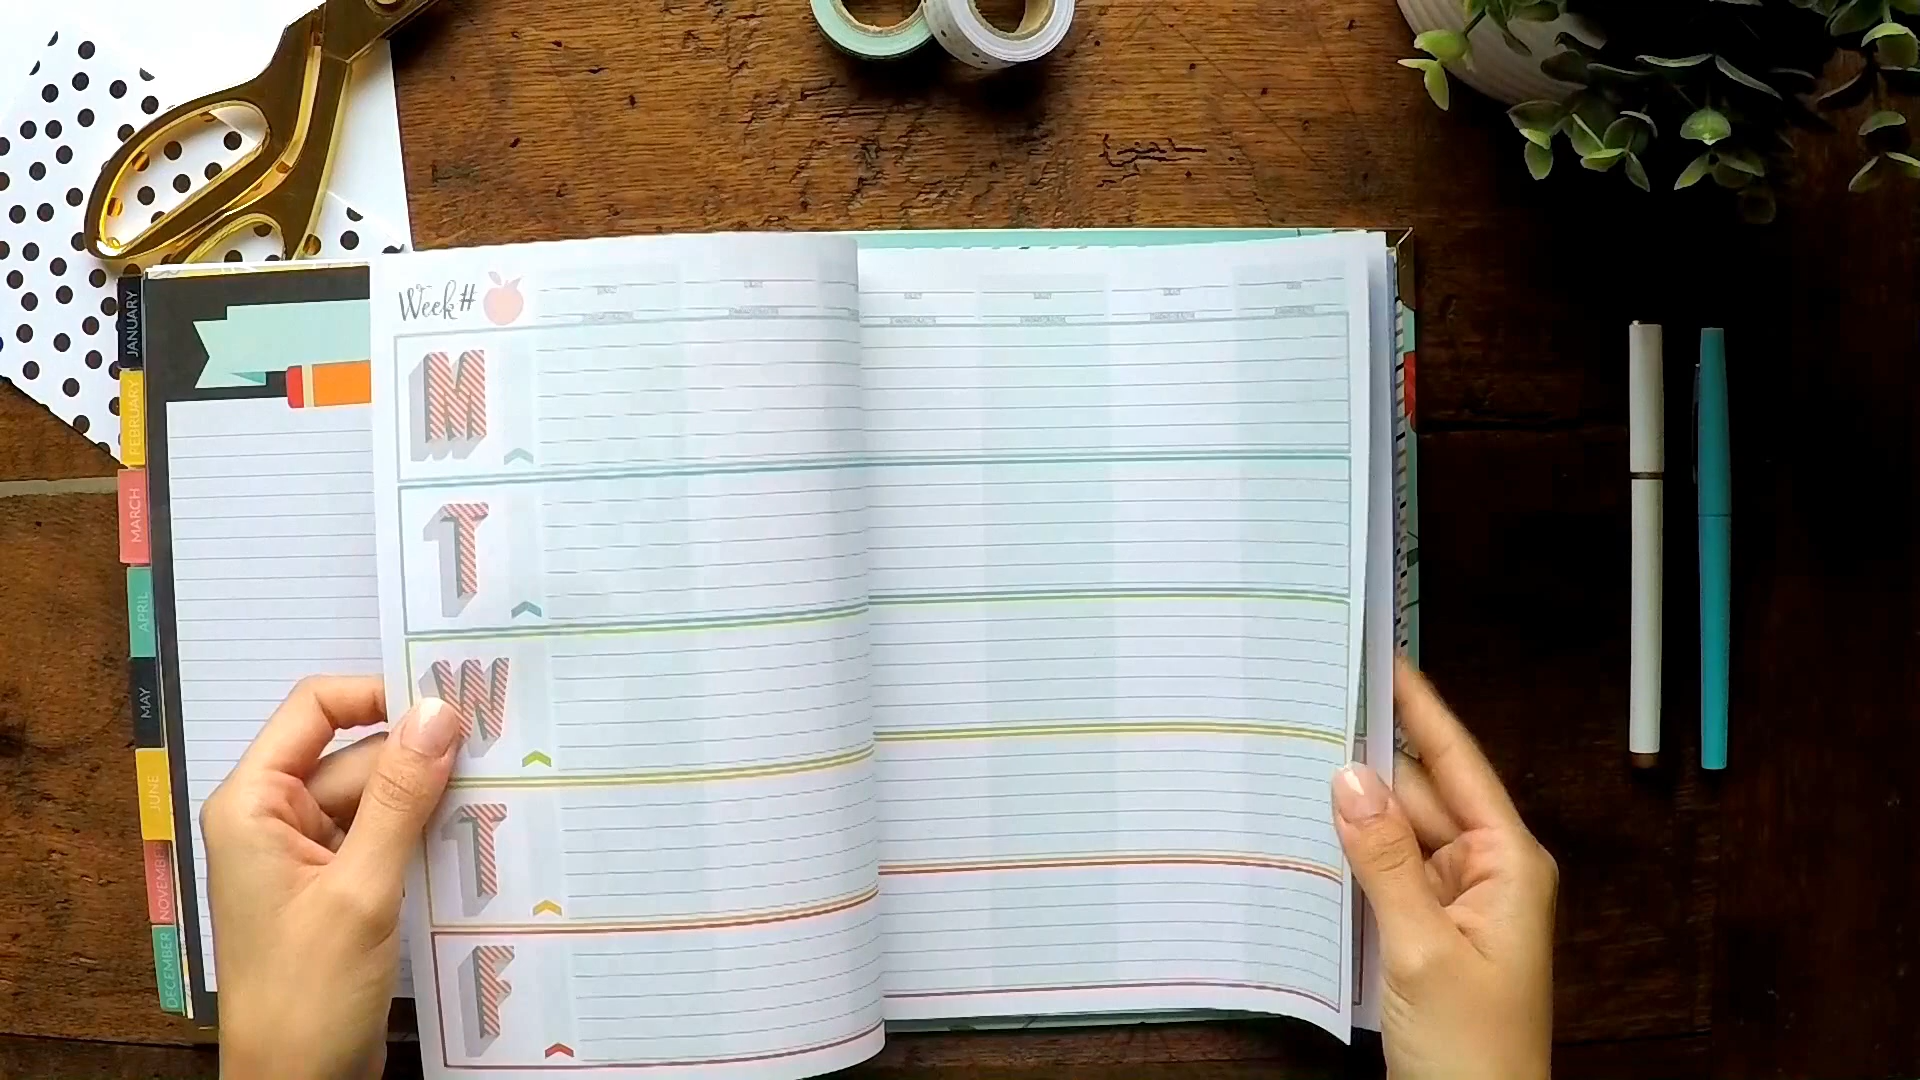 Week#
M
T
W
T
F
JANUARY
FEBRUARY
MARCH
APRIL
MAY
JUNE
NOVEMBER
DECEMBER